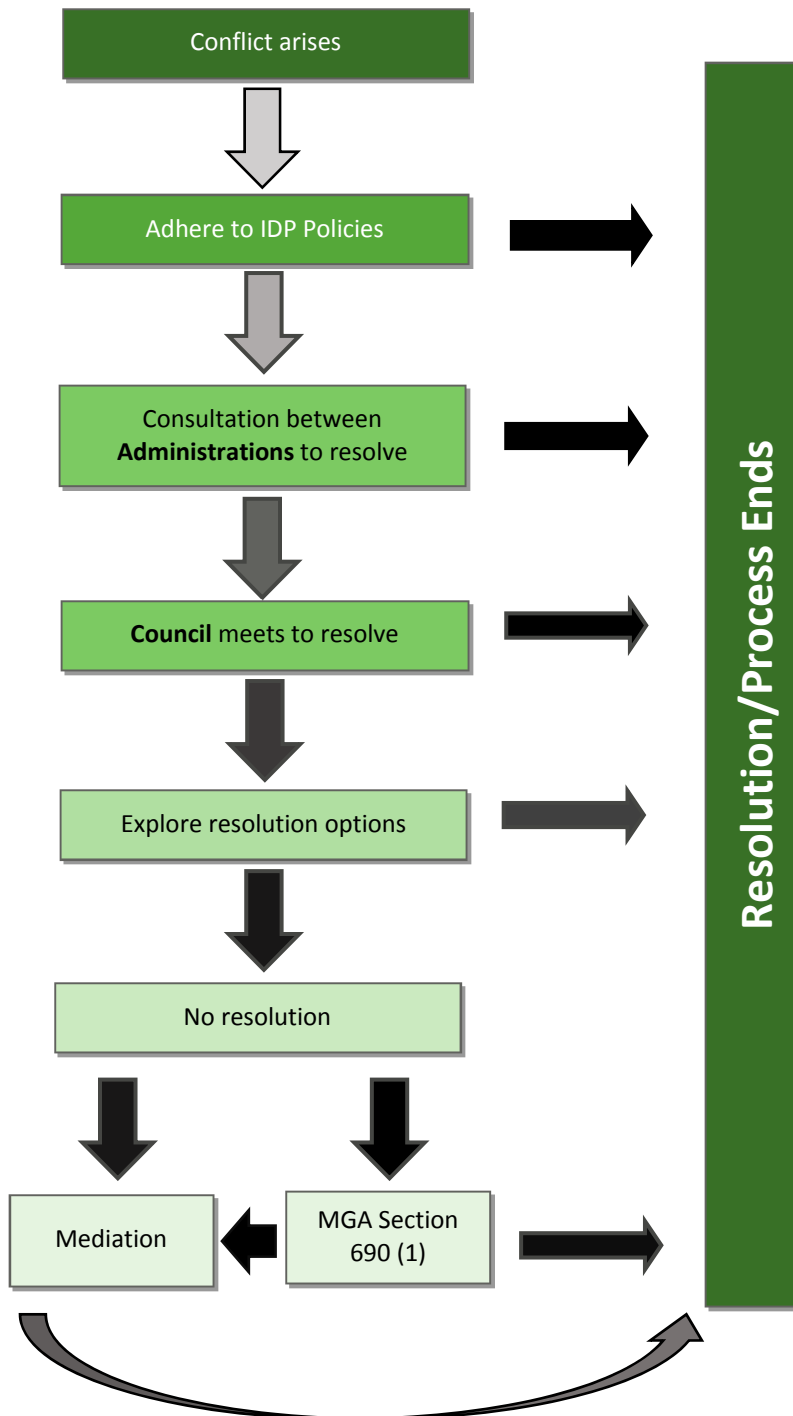 Conflict arises
Adhere to IDP Policies
Consultation between
Administrations to resolve
Council meets to resolve
Explore resolution options
No resolution
Mediation
MGA Section
690 (1)
Resolution/Process Ends